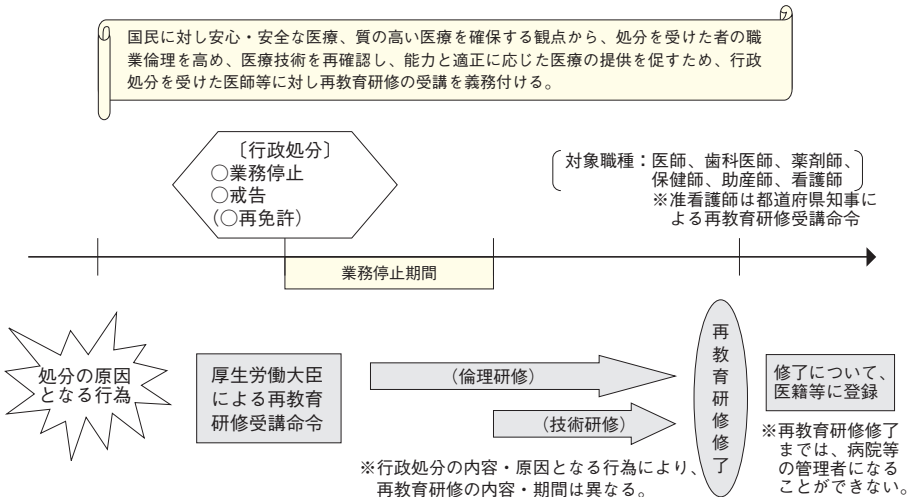 国民に対し安心・安全な医療、質の高い医療を確保する観点から、処分を受けた者の職
業倫理を高め、医療技術を再確認し、能力と適正に応じた医療の提供を促すため、行政
処分を受けた医師等に対し再教育研修の受講を義務付ける。
〔行政処分〕
○業務停止
○戒告
(○再免許)
対象職種：医師、歯科医師、薬剤師、
保健師、助産師、看護師
※准看護師は都道府県知事に
よる再教育研修受講命令
業務停止期間
処分の原因
となる行為
厚生労働大臣
による再教育
研修受講命令
(倫理研修)
(技術研修)
※行政処分の内容・原因となる行為により、
再教育研修の内容・期間は異なる。
再教育研修修了
修了について、
医籍等に登録
※再教育研修修了
までは、病院等
の管理者になる
ことができない。